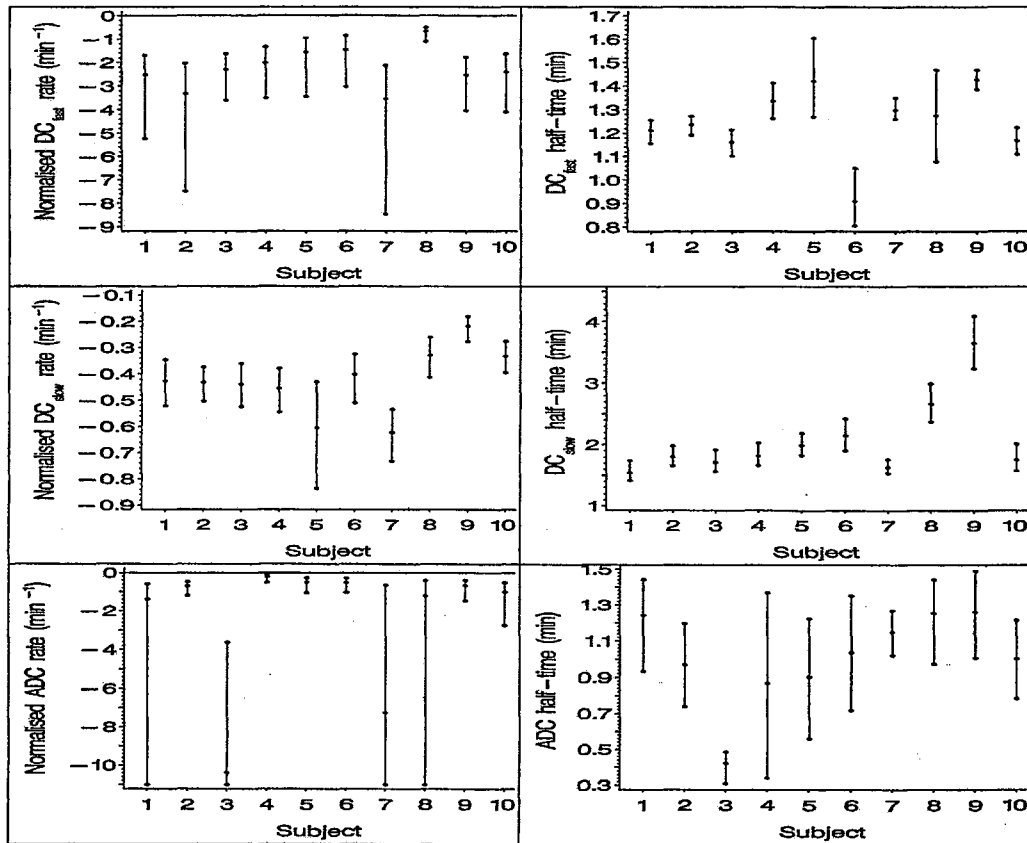 Normalised DC_fast rate (min⁻¹)
0
−1
−2
−3
−4
−5
−6
−7
−8
−9
1 2 3 4 5 6 7 8 9 10
Subject
DC_fast half−time (min)
1.7
1.6
1.5
1.4
1.3
1.2
1.1
1.0
0.9
0.8
1 2 3 4 5 6 7 8 9 10
Subject
Normalised DC_slow rate (min⁻¹)
−0.1
−0.2
−0.3
−0.4
−0.5
−0.6
−0.7
−0.8
−0.9
1 2 3 4 5 6 7 8 9 10
Subject
DC_slow half−time (min)
4
3
2
1
1 2 3 4 5 6 7 8 9 10
Subject
Normalised ADC rate (min⁻¹)
0
−2
−4
−6
−8
−10
1 2 3 4 5 6 7 8 9 10
Subject
ADC half−time (min)
1.5
1.3
1.1
0.9
0.7
0.5
0.3
1 2 3 4 5 6 7 8 9 10
Subject